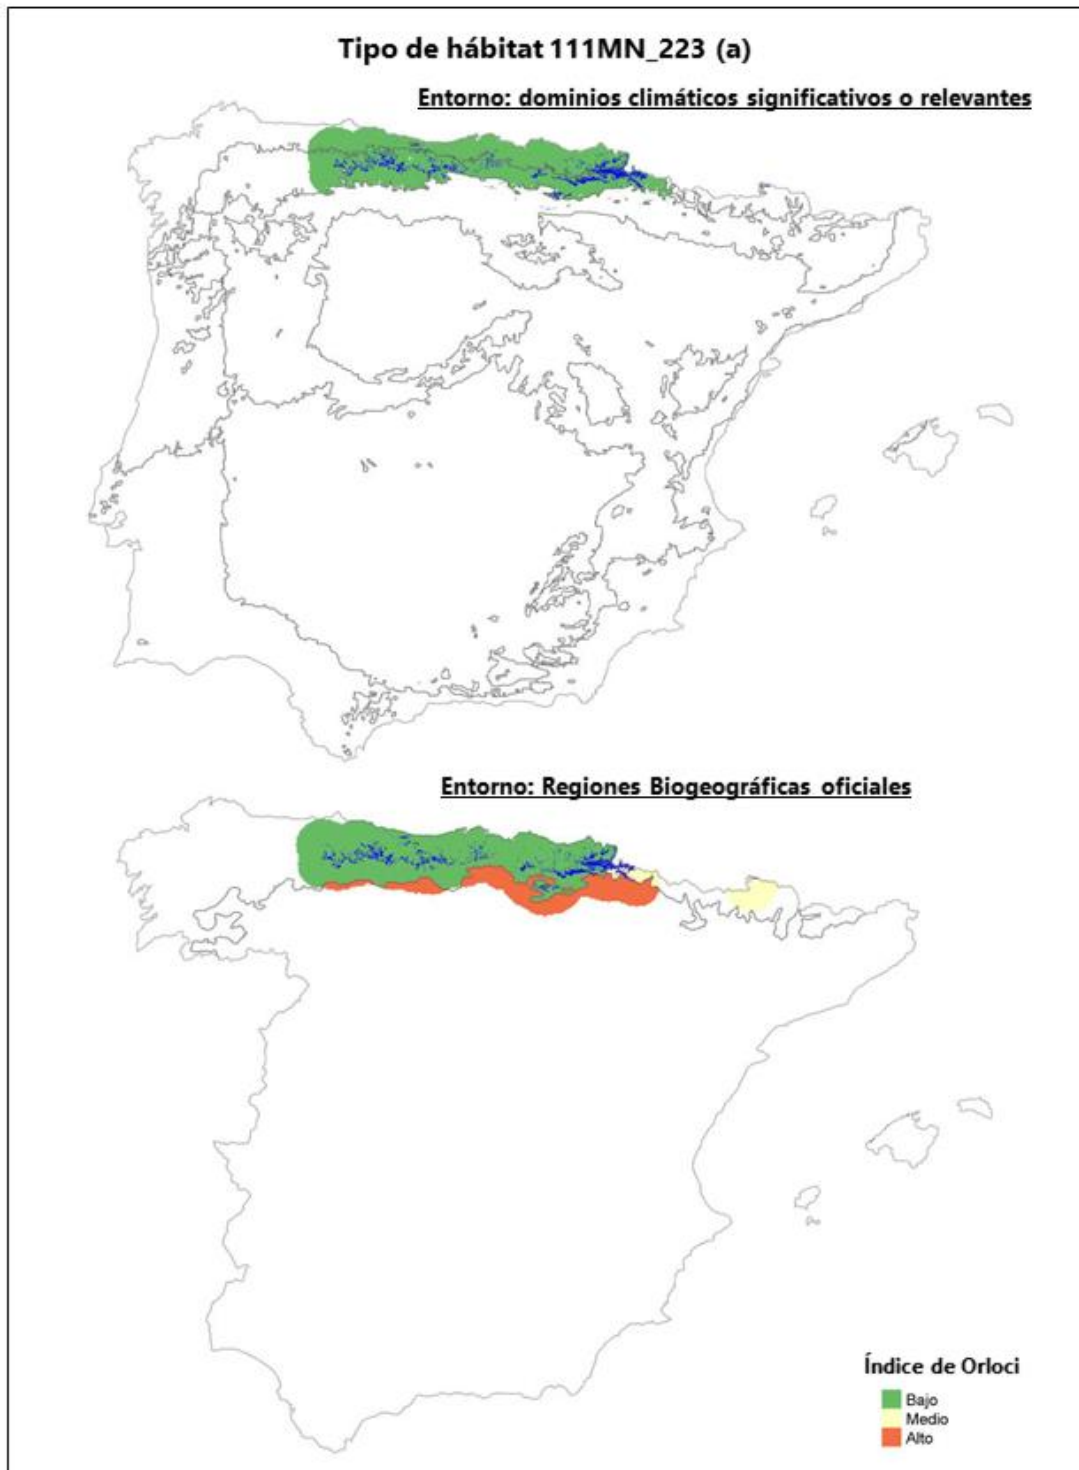 Tipo de hábitat 111MN_223 (a)
Entorno: dominios climáticos significativos o relevantes
Entorno: Regiones Biogeográficas oficiales
Índice de Orloci
Bajo
Medio
Alto